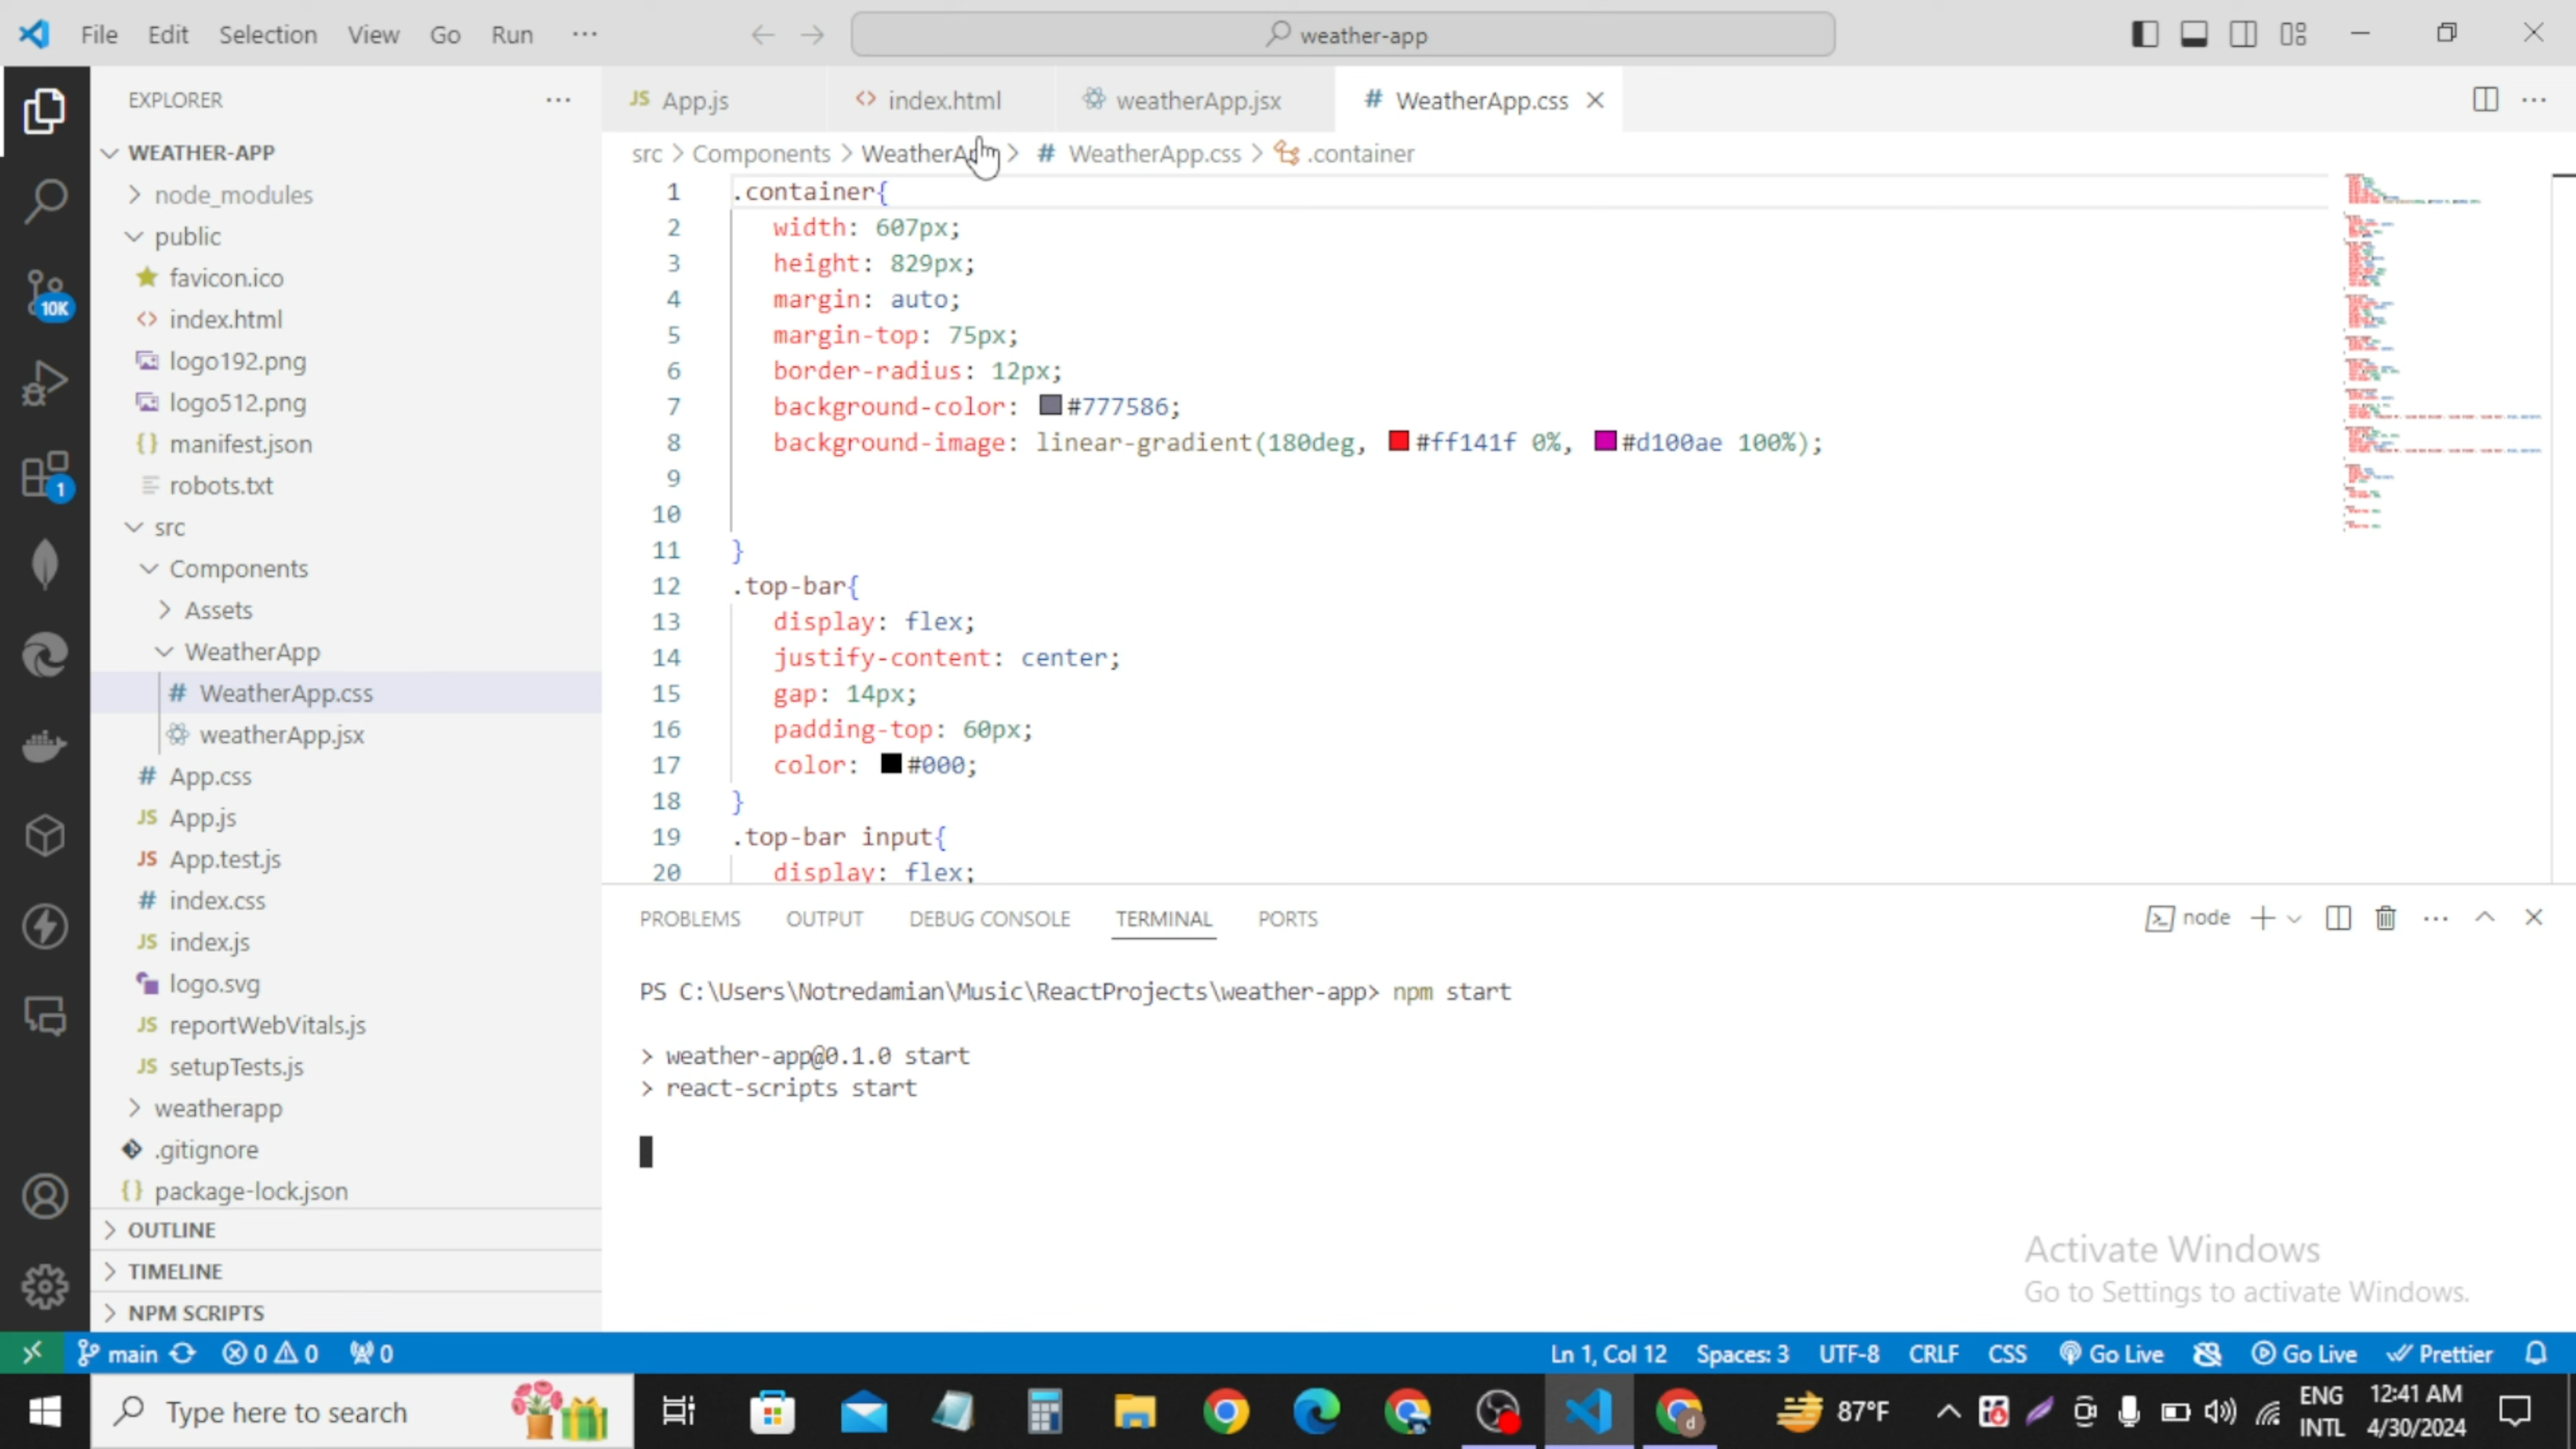 File Edit Selection View Go Run ···
weather-app
EXPLORER
WEATHER-APP
node_modules
public
favicon.ico
index.html
logo192.png
logo512.png
manifest.json
robots.txt
src
Components
Assets
WeatherApp
WeatherApp.css
weatherApp.jsx
App.css
App.js
App.test.js
index.css
index.js
logo.svg
reportWebVitals.js
setupTests.js
weatherapp
.gitignore
package-lock.json
OUTLINE
TIMELINE
NPM SCRIPTS
10K
1
App.js index.html weatherApp.jsx WeatherApp.css
src > Components > WeatherApp > # WeatherApp.css > .container
1 .container{
2 width: 607px;
3 height: 829px;
4 margin: auto;
5 margin-top: 75px;
6 border-radius: 12px;
7 background-color: #777586;
8 background-image: linear-gradient(180deg, #ff141f 0%, #d100ae 100%);
9
10
11 }
12 .top-bar{
13 display: flex;
14 justify-content: center;
15 gap: 14px;
16 padding-top: 60px;
17 color: #000;
18 }
19 .top-bar input{
20 display: flex;
PROBLEMS OUTPUT DEBUG CONSOLE TERMINAL PORTS
node
PS C:\Users\Notredamian\Music\ReactProjects\weather-app> npm start
> weather-app@0.1.0 start
> react-scripts start
Activate Windows
Go to Settings to activate Windows.
main 0 0 0 Ln 1, Col 12 Spaces: 3 UTF-8 CRLF CSS Go Live Go Live Prettier
Type here to search
87°F
ENG
INTL
12:41 AM
4/30/2024